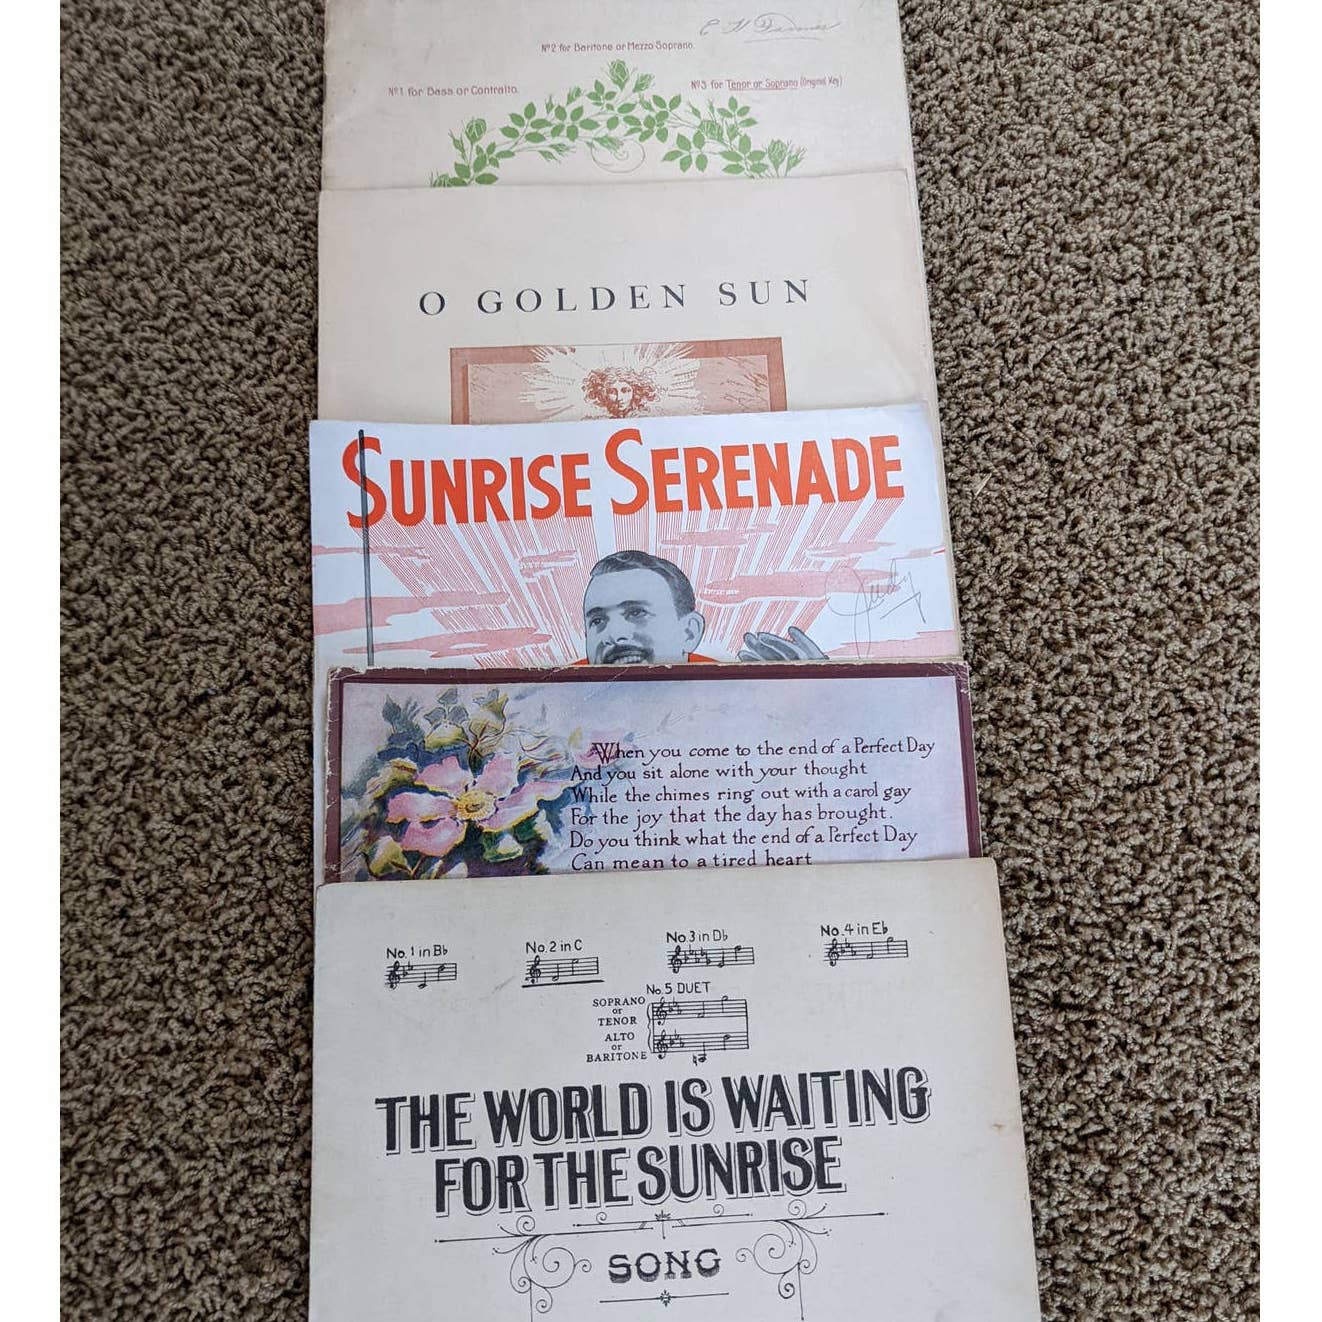 Nº2 for Baritone or Mezzo Soprano.
Nº1 for Bass or Contralto.
Nº3 for Tenor or Soprano (Original Key)
O GOLDEN SUN
SUNRISE SERENADE
Judy
When you come to the end of a Perfect Day
And you sit alone with your thought
While the chimes ring out with a carol gay
For the joy that the day has brought.
Do you think what the end of a Perfect Day
Can mean to a tired heart
No. 1 in B♭
No. 2 in C
No. 3 in D♭
No. 4 in E♭
No. 5 DUET
SOPRANO
or
TENOR
ALTO
or
BARITONE
THE WORLD IS WAITING
FOR THE SUNRISE
SONG